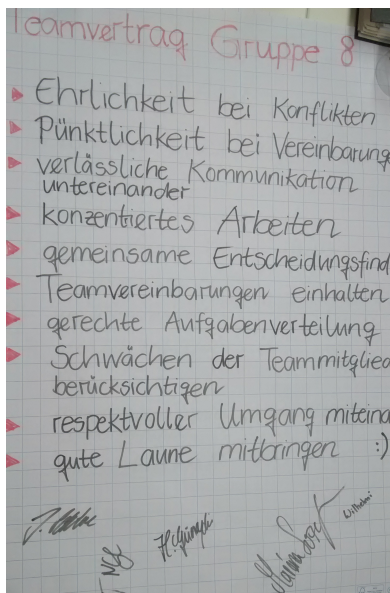 Teamvertrag Gruppe 8
Ehrlichkeit bei Konflikten
Pünktlichkeit bei Vereinbarung
verlässliche Kommunikation
untereinander
konzentiertes Arbeiten
gemeinsame Entscheidungsfind
Teamvereinbarungen einhalten
gerechte Aufgabenverteilung
Schwächen der Teammitglied
berücksichtigen
respektvoller Umgang miteina
gute Laune mitbringen :)
Wilhelmi